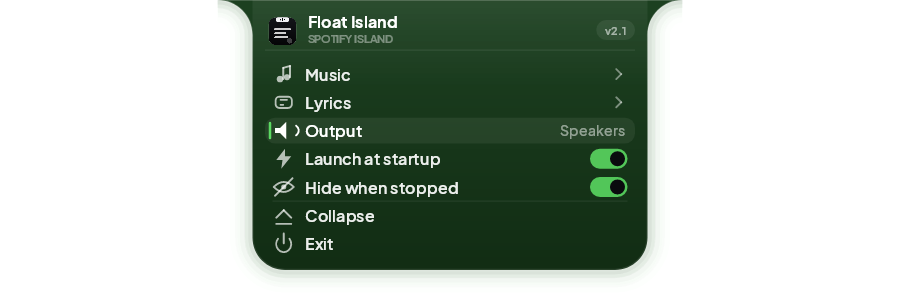 Float Island
SPOTIFY ISLAND
v2.1
Music
Lyrics
Output Speakers
Launch at startup
Hide when stopped
Collapse
Exit